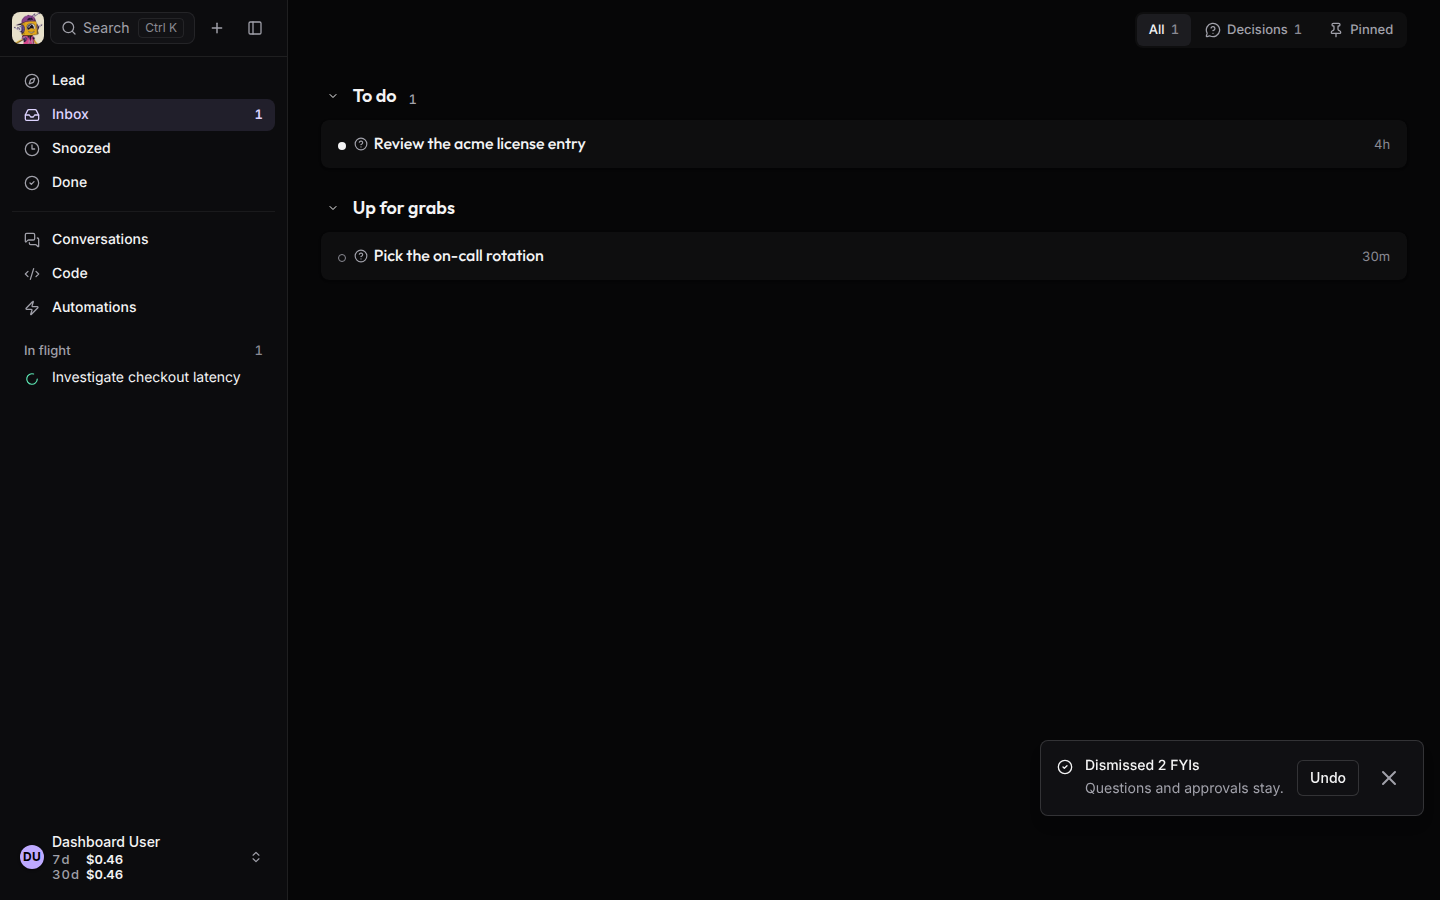 Search Ctrl K
Lead
Inbox 1
Snoozed
Done
Conversations
Code
Automations
In flight 1
Investigate checkout latency
Dashboard User
DU
7d $0.46
30d $0.46
All 1 Decisions 1 Pinned
To do 1
Review the acme license entry 4h
Up for grabs
Pick the on-call rotation 30m
Dismissed 2 FYIs
Questions and approvals stay.
Undo